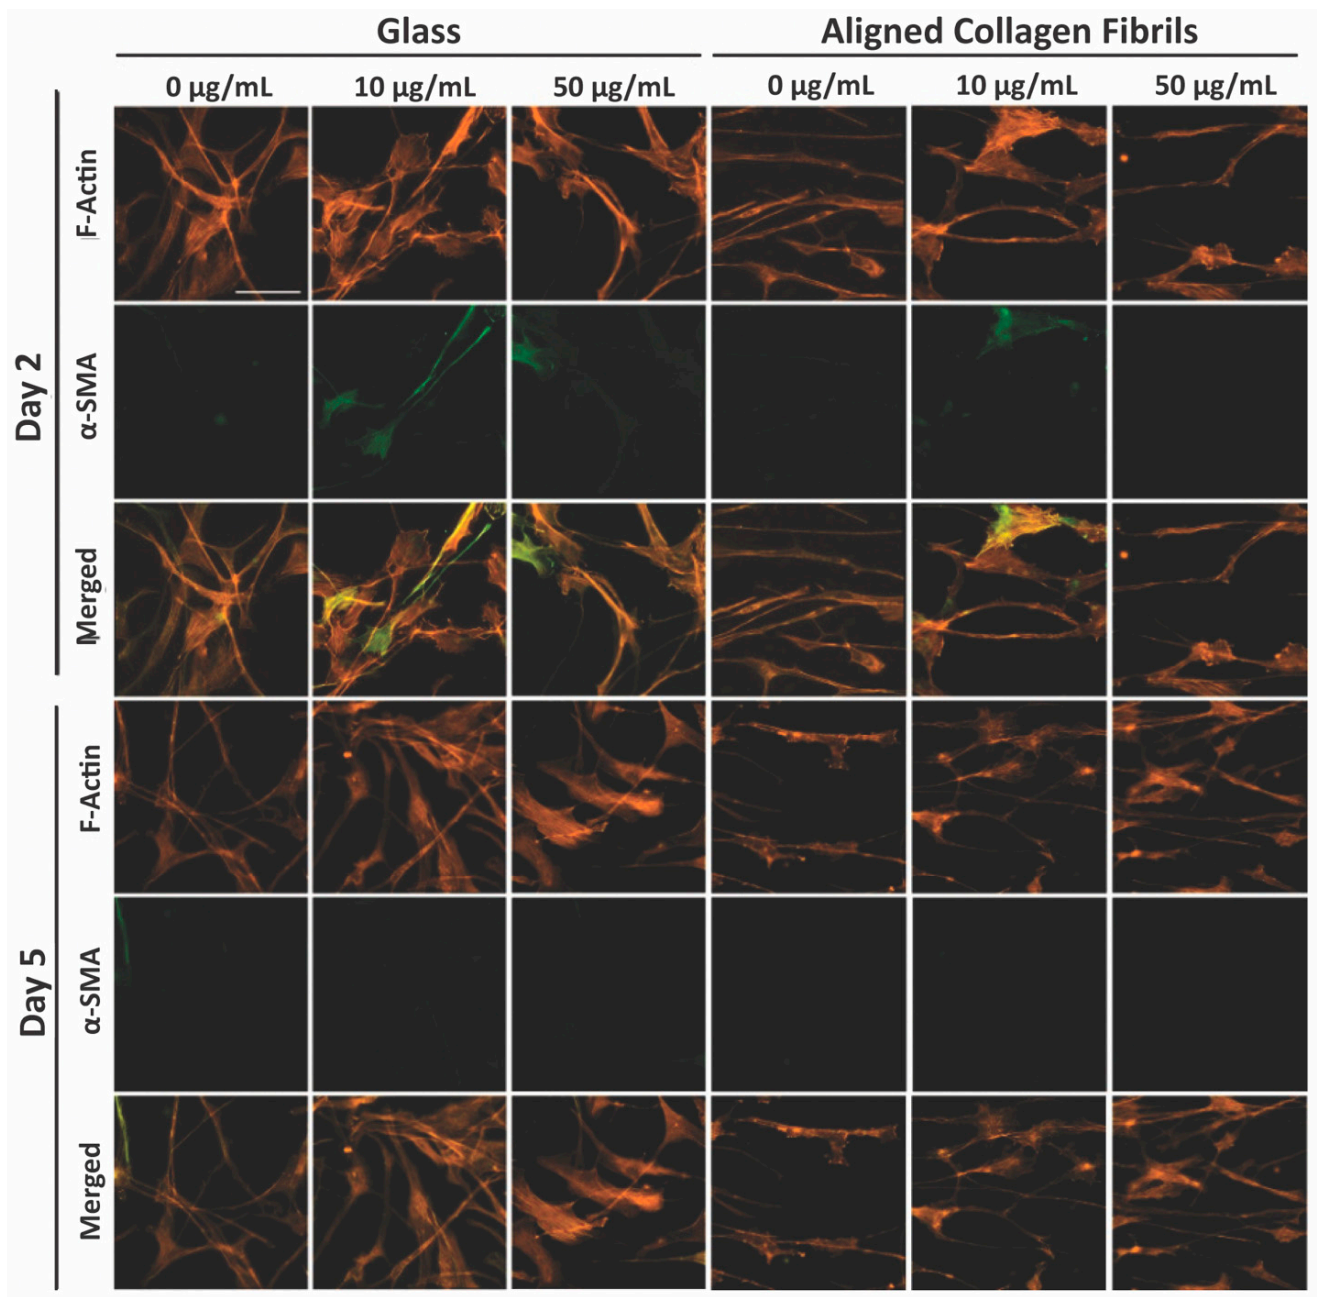 Glass
Aligned Collagen Fibrils
0 µg/mL
10 µg/mL
50 µg/mL
0 µg/mL
10 µg/mL
50 µg/mL
Day 2
F-Actin
α-SMA
Merged
Day 5
F-Actin
α-SMA
Merged